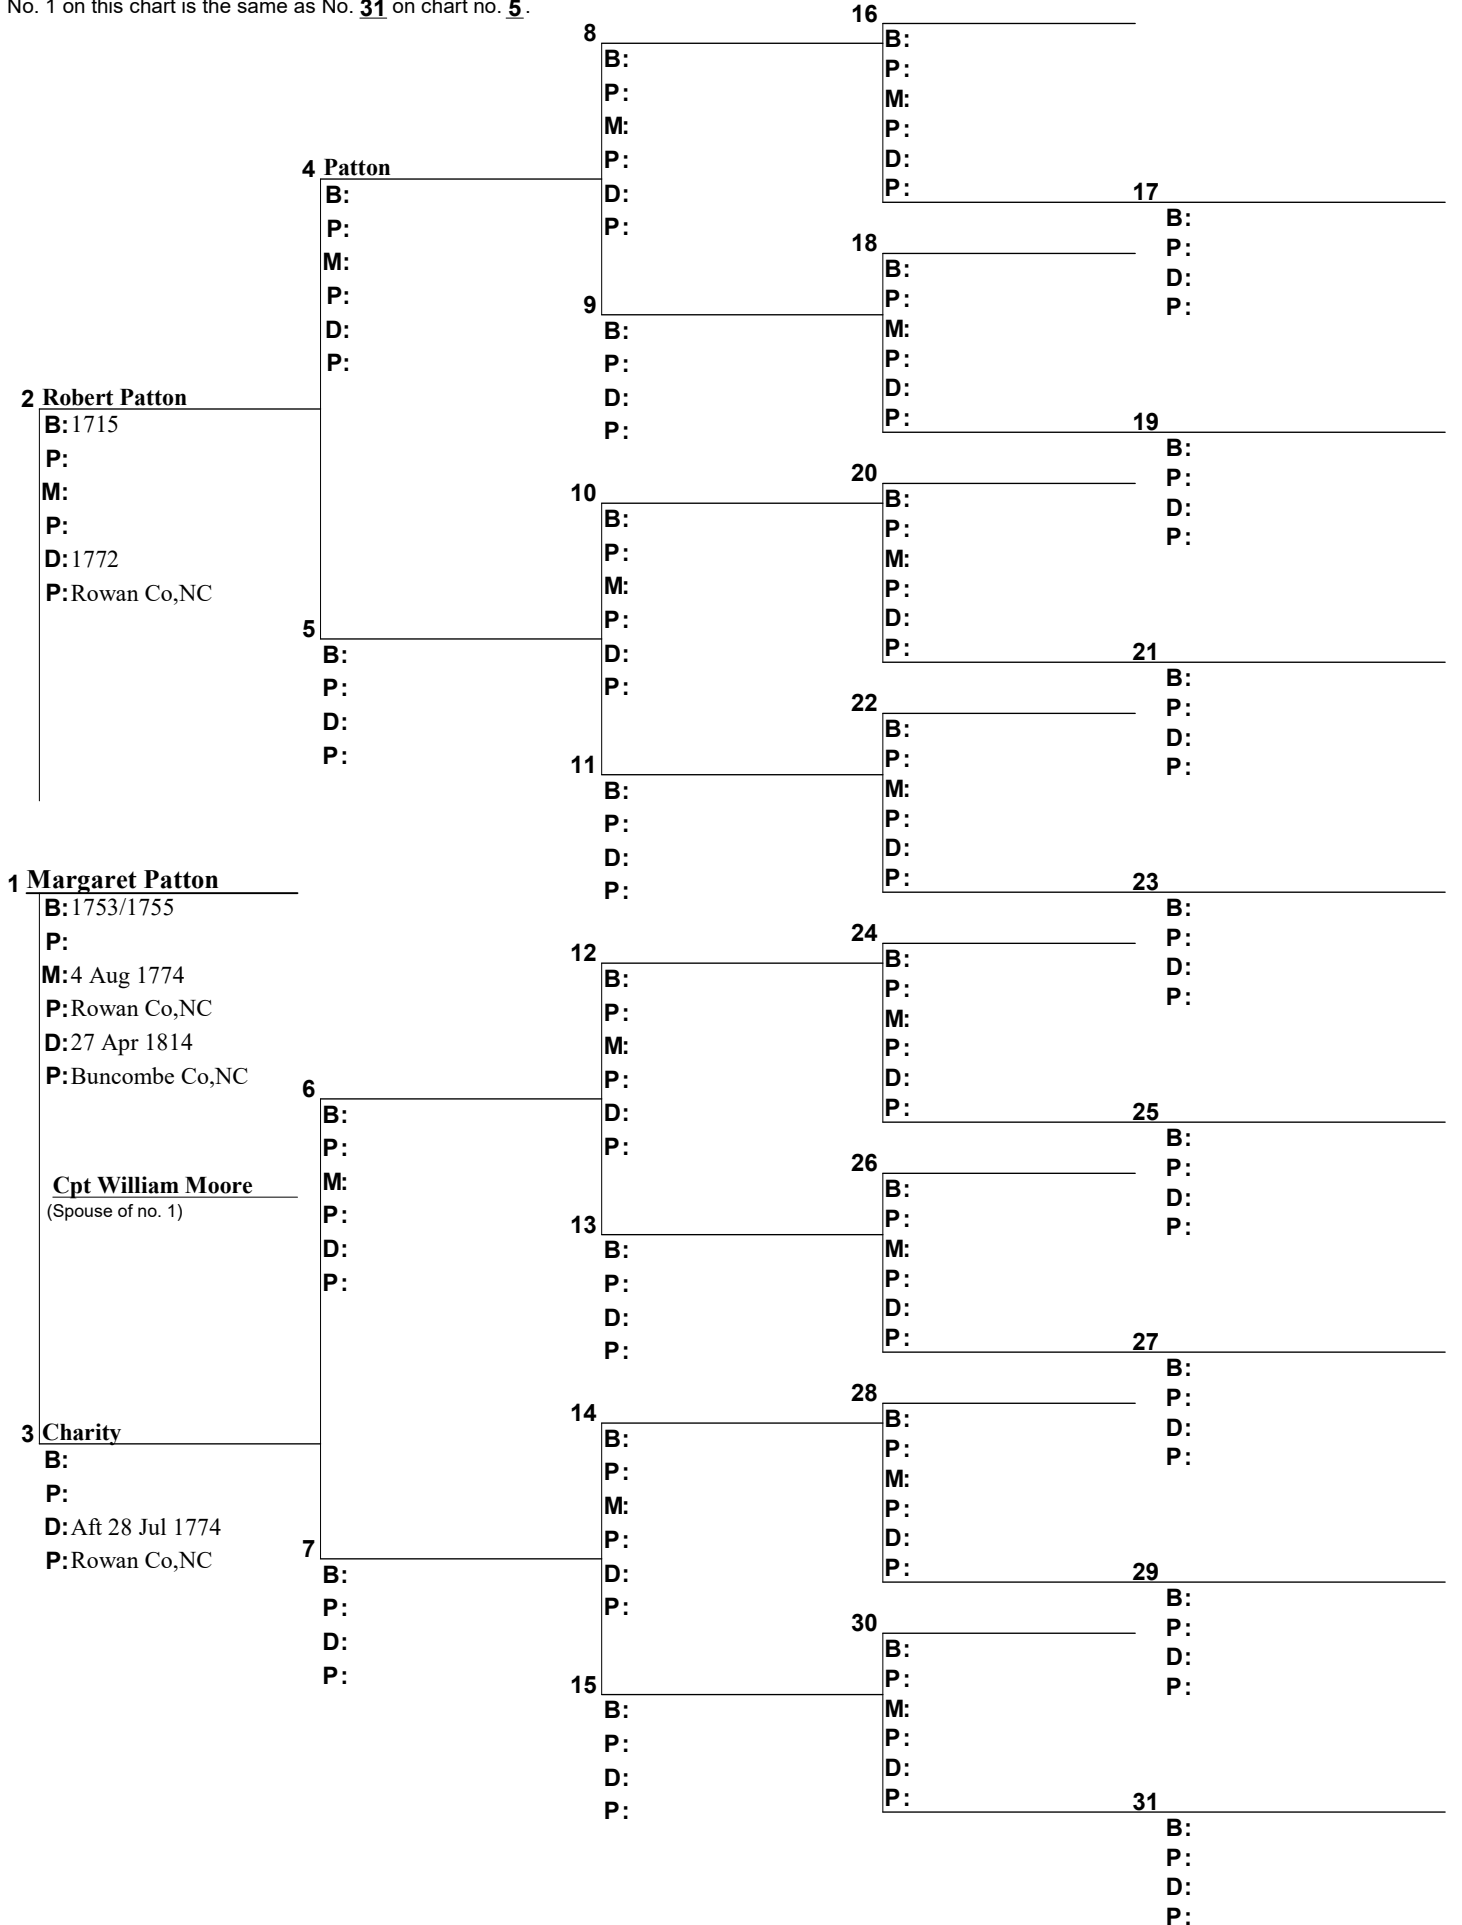 No. 1 on this chart is the same as No. 31 on chart no. 5.
16
B:
P:
M:
P:
D:
P:
8
B:
P:
M:
P:
D:
P:
4 Patton
B:
P:
M:
P:
D:
P:
17
B:
P:
D:
P:
18
B:
P:
M:
P:
D:
P:
9
B:
P:
D:
P:
2 Robert Patton
B: 1715
P:
M:
P:
D: 1772
P: Rowan Co,NC
19
B:
P:
D:
P:
20
B:
P:
M:
P:
D:
P:
10
B:
P:
M:
P:
D:
P:
5
B:
P:
D:
P:
21
B:
P:
D:
P:
22
B:
P:
M:
P:
D:
P:
11
B:
P:
D:
P:
23
B:
P:
D:
P:
1 Margaret Patton
B: 1753/1755
P:
M: 4 Aug 1774
P: Rowan Co,NC
D: 27 Apr 1814
P: Buncombe Co,NC
Cpt William Moore
(Spouse of no. 1)
24
B:
P:
M:
P:
D:
P:
12
B:
P:
M:
P:
D:
P:
6
B:
P:
M:
P:
D:
P:
25
B:
P:
D:
P:
26
B:
P:
M:
P:
D:
P:
13
B:
P:
D:
P:
27
B:
P:
D:
P:
3 Charity
B:
P:
D: Aft 28 Jul 1774
P: Rowan Co,NC
28
B:
P:
M:
P:
D:
P:
14
B:
P:
M:
P:
D:
P:
7
B:
P:
D:
P:
29
B:
P:
D:
P:
30
B:
P:
M:
P:
D:
P:
15
B:
P:
D:
P:
31
B:
P:
D:
P: